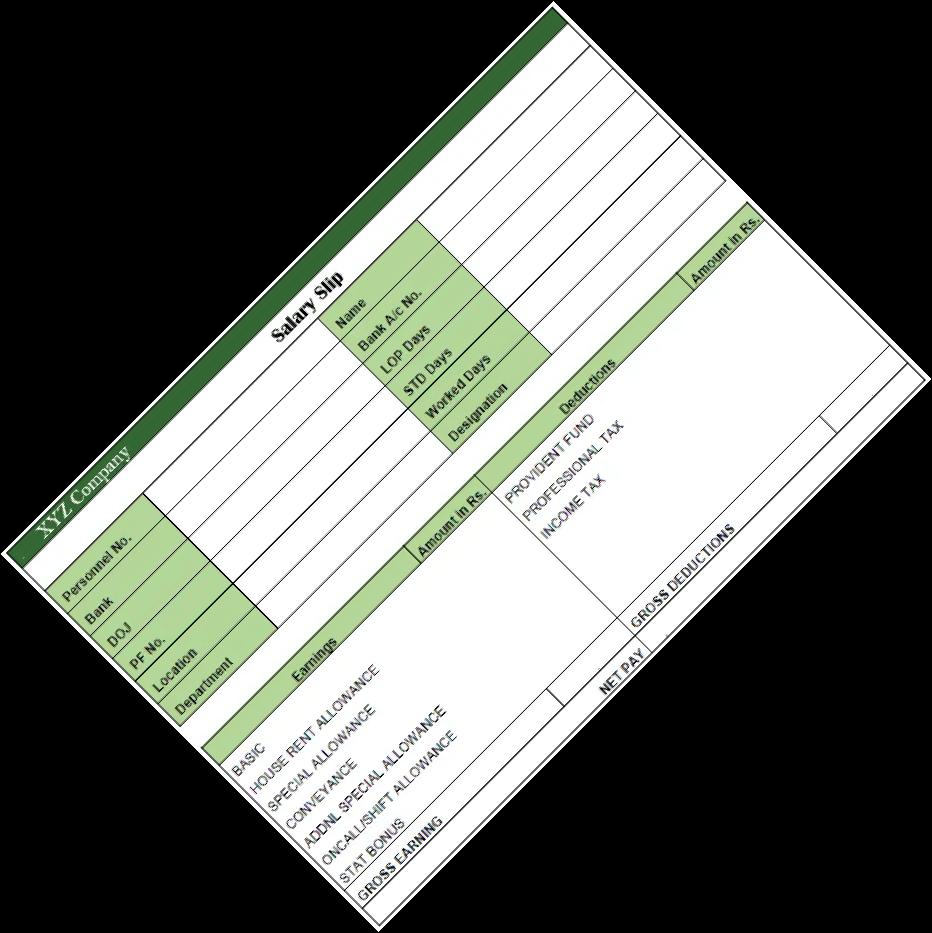 XYZ Company
Salary Slip
Personnel No. Name
Bank Bank A/c No.
DOJ LOP Days
PF No. STD Days
Location Worked Days
Department Designation
Earnings Amount in Rs. Deductions Amount in Rs.
BASIC PROVIDENT FUND
HOUSE RENT ALLOWANCE PROFESSIONAL TAX
SPECIAL ALLOWANCE INCOME TAX
CONVEYANCE
ADDNL SPECIAL ALLOWANCE
ONCALL/SHIFT ALLOWANCE
STAT BONUS
GROSS EARNING GROSS DEDUCTIONS
NET PAY